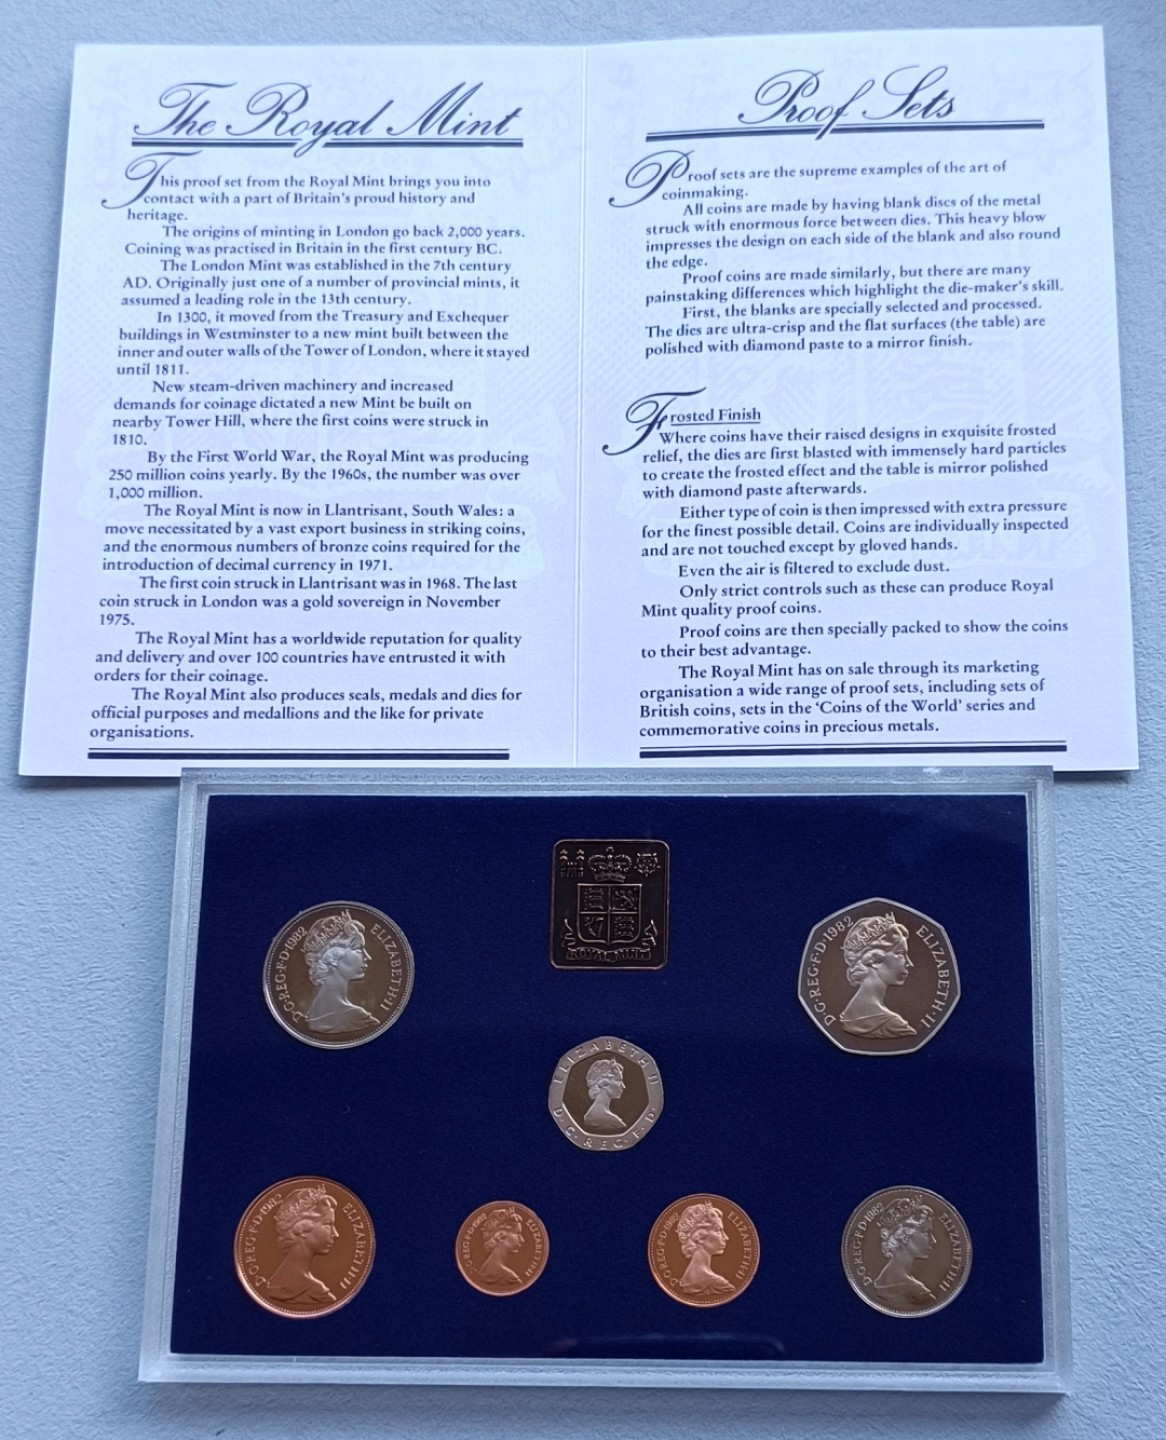 The Royal Mint
This proof set from the Royal Mint brings you into
contact with a part of Britain's proud history and
heritage.
The origins of minting in London go back 2,000 years.
Coining was practised in Britain in the first century BC.
The London Mint was established in the 7th century
AD. Originally just one of a number of provincial mints, it
assumed a leading role in the 13th century.
In 1300, it moved from the Treasury and Exchequer
buildings in Westminster to a new mint built between the
inner and outer walls of the Tower of London, where it stayed
until 1811.
New steam-driven machinery and increased
demands for coinage dictated a new Mint be built on
nearby Tower Hill, where the first coins were struck in
1810.
By the First World War, the Royal Mint was producing
250 million coins yearly. By the 1960s, the number was over
1,000 million.
The Royal Mint is now in Llantrisant, South Wales: a
move necessitated by a vast export business in striking coins,
and the enormous numbers of bronze coins required for the
introduction of decimal currency in 1971.
The first coin struck in Llantrisant was in 1968. The last
coin struck in London was a gold sovereign in November
1975.
The Royal Mint has a worldwide reputation for quality
and delivery and over 100 countries have entrusted it with
orders for their coinage.
The Royal Mint also produces seals, medals and dies for
official purposes and medallions and the like for private
organisations.
Proof Sets
Proof sets are the supreme examples of the art of
coinmaking.
All coins are made by having blank discs of the metal
struck with enormous force between dies. This heavy blow
impresses the design on each side of the blank and also round
the edge.
Proof coins are made similarly, but there are many
painstaking differences which highlight the die-maker's skill.
First, the blanks are specially selected and processed.
The dies are ultra-crisp and the flat surfaces (the table) are
polished with diamond paste to a mirror finish.
Frosted Finish
Where coins have their raised designs in exquisite frosted
relief, the dies are first blasted with immensely hard particles
to create the frosted effect and the table is mirror polished
with diamond paste afterwards.
Either type of coin is then impressed with extra pressure
for the finest possible detail. Coins are individually inspected
and are not touched except by gloved hands.
Even the air is filtered to exclude dust.
Only strict controls such as these can produce Royal
Mint quality proof coins.
Proof coins are then specially packed to show the coins
to their best advantage.
The Royal Mint has on sale through its marketing
organisation a wide range of proof sets, including sets of
British coins, sets in the 'Coins of the World' series and
commemorative coins in precious metals.
ROYAL MINT
D·G·REG·F·D·1982 ELIZABETH·II
D·G·REG·F·D·1982 ELIZABETH·II
ELIZABETH II
D·G·REG·F·D·
D·G·REG·F·D·1982 ELIZABETH·II
D·G·REG·F·D·1982 ELIZABETH·II
D·G·REG·F·D·1982 ELIZABETH·II
D·G·REG·F·D·1982 ELIZABETH·II